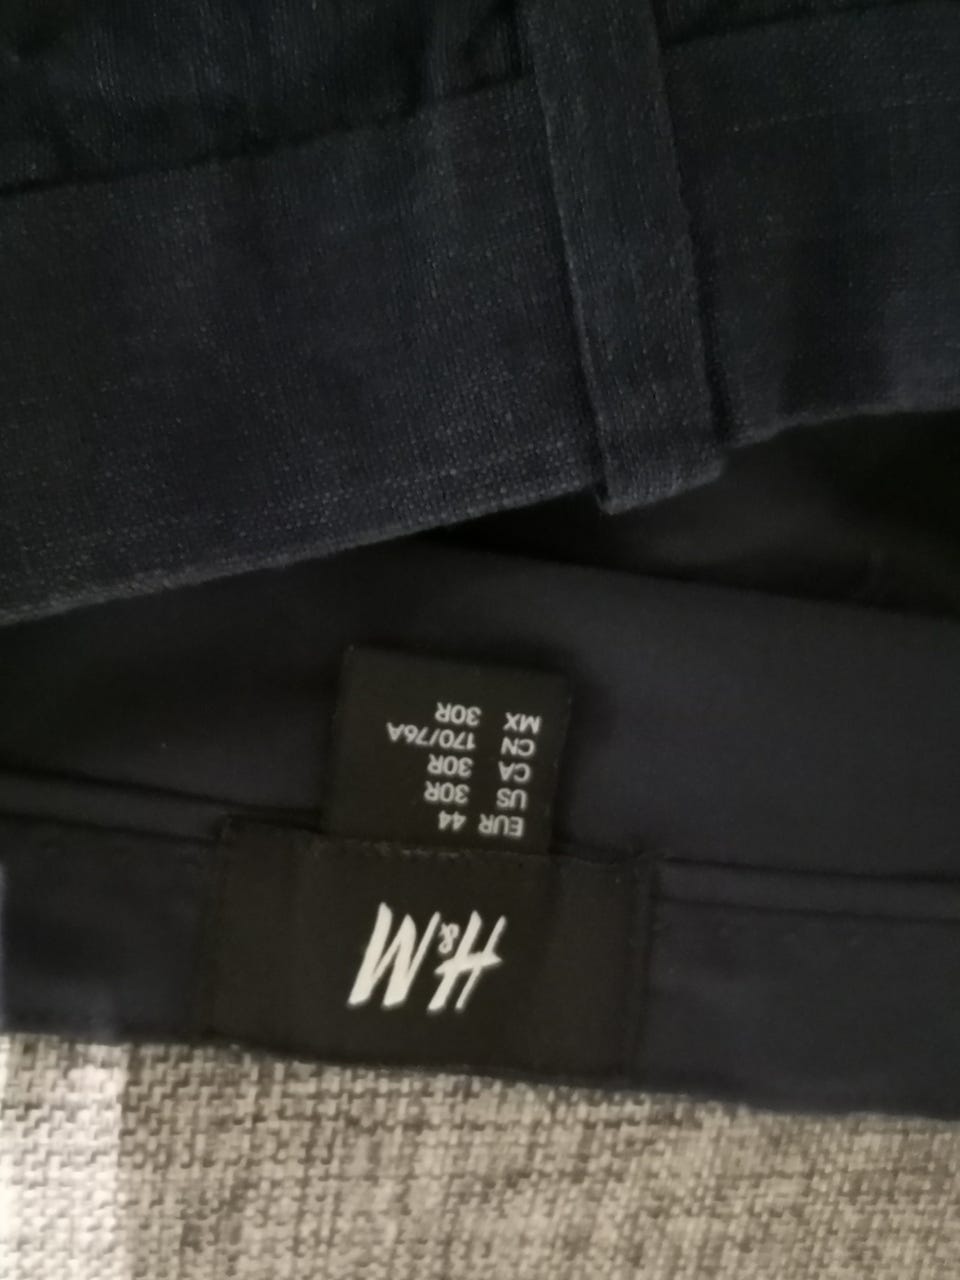 H&M
EUR 44
US 30R
CA 30R
CN 170/76A
MX 30R